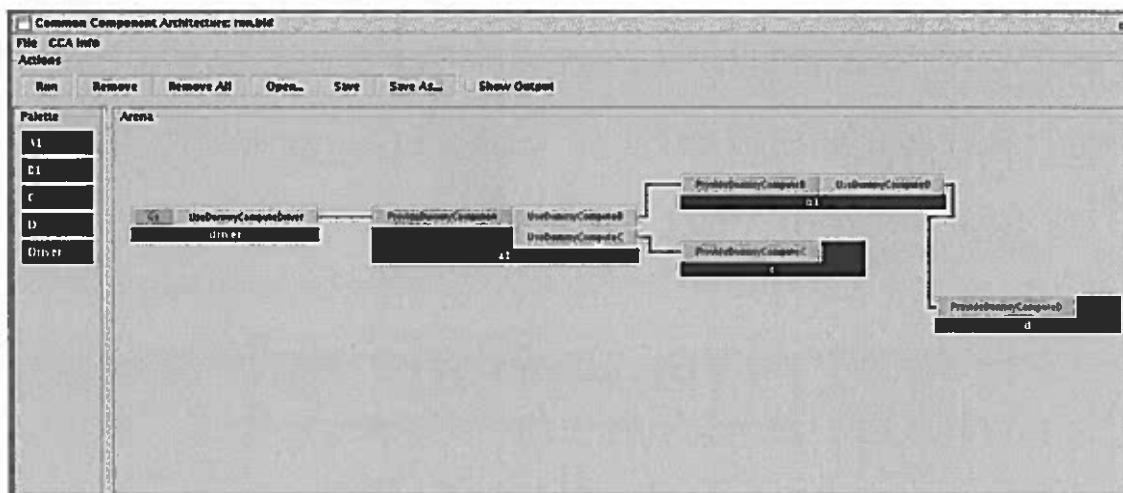 Common Component Architecture: run.bld
File CCA Info
Actions
Run Remove Remove All Open... Save Save As... Show Output
Palette Arena
A1
B1
C
D
Driver
Go UseDummyComputeDriver
driver
UseDummyComputeB
UseDummyComputeC
a1
ProvideDummyComputeB UseDummyComputeD
b1
ProvideDummyComputeC
c
ProvideDummyComputeD
d